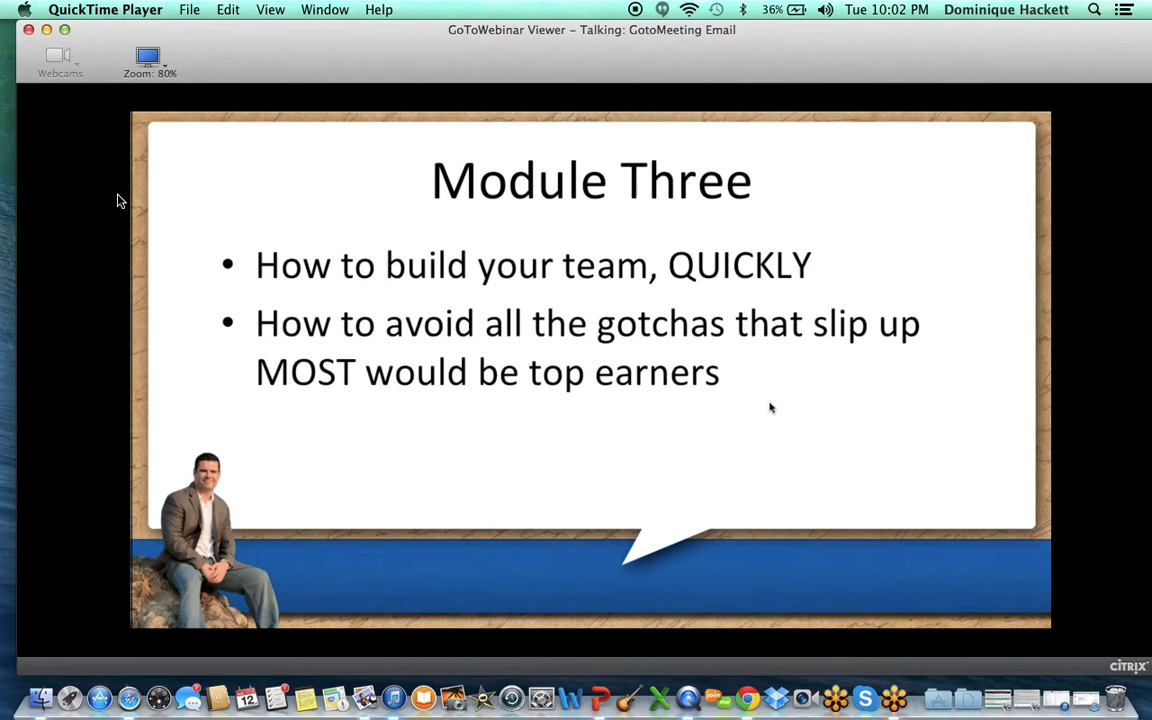 QuickTime Player File Edit View Window Help 36% Tue 10:02 PM Dominique Hackett
GoToWebinar Viewer – Talking: GotoMeeting Email
Webcams Zoom: 80%
Module Three
• How to build your team, QUICKLY
• How to avoid all the gotchas that slip up
MOST would be top earners
CITRIX